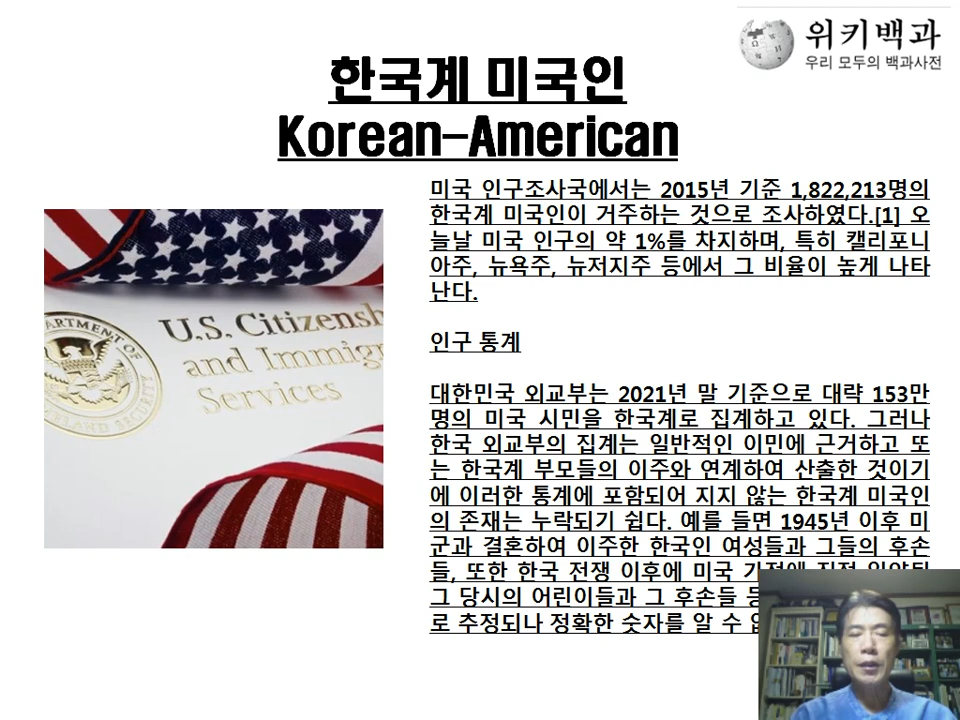 위키백과
우리 모두의 백과사전
한국계 미국인
Korean-American
미국 인구조사국에서는 2015년 기준 1,822,213명의
한국계 미국인이 거주하는 것으로 조사하였다.[1] 오
늘날 미국 인구의 약 1%를 차지하며, 특히 캘리포니
아주, 뉴욕주, 뉴저지주 등에서 그 비율이 높게 나타
난다.
인구 통계
대한민국 외교부는 2021년 말 기준으로 대략 153만
명의 미국 시민을 한국계로 집계하고 있다. 그러나
한국 외교부의 집계는 일반적인 이민에 근거하고 또
는 한국계 부모들의 이주와 연계하여 산출한 것이기
에 이러한 통계에 포함되어 지지 않는 한국계 미국인
의 존재는 누락되기 쉽다. 예를 들면 1945년 이후 미
군과 결혼하여 이주한 한국인 여성들과 그들의 후손
들, 또한 한국 전쟁 이후에 미국
그 당시의 어린이들과 그 후손들
로 추정되나 정확한 숫자를 알 수
U.S. Citizensh
and Immigr
Services
ARTMENT OF
ELAND SECURITY